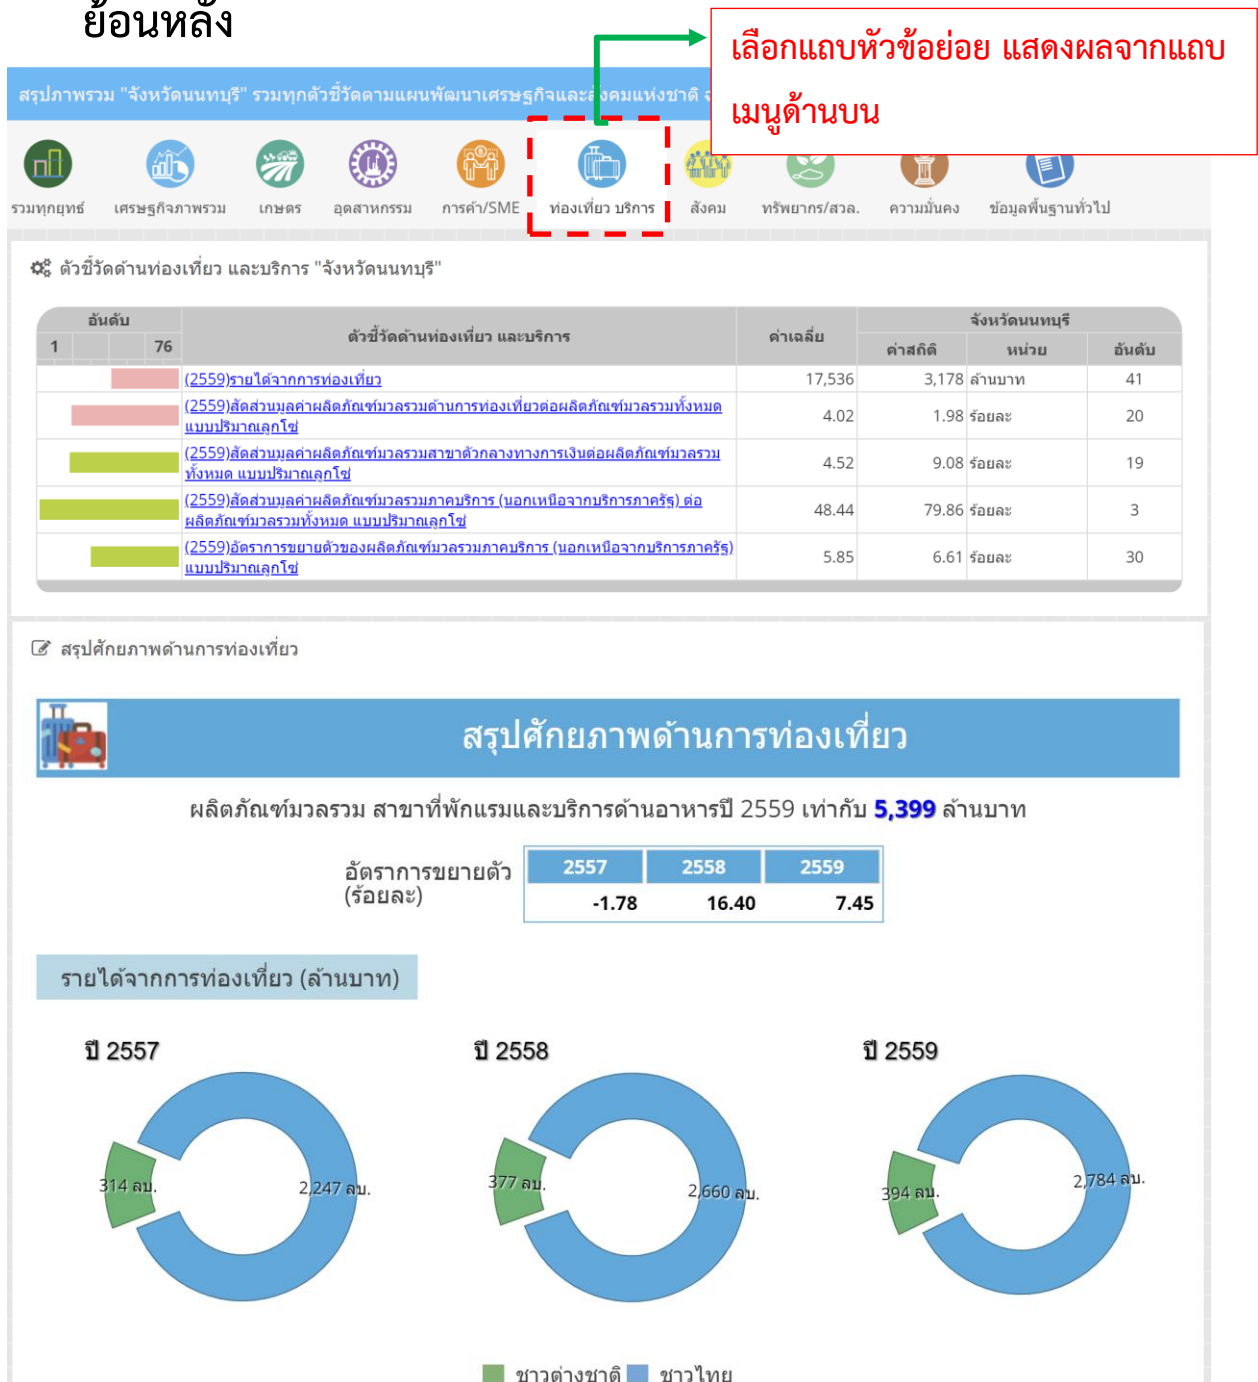 ย้อนหลัง
เลือกแถบหัวข้อย่อย แสดงผลจากแถบ
เมนูด้านบน
สรุปภาพรวม "จังหวัดนนทบุรี" รวมทุกตัวชี้วัดตามแผนพัฒนาเศรษฐกิจและสังคมแห่งชาติ
รวมทุกยุทธ์ เศรษฐกิจภาพรวม เกษตร อุตสาหกรรม การค้า/SME ท่องเที่ยว บริการ สังคม ทรัพยากร/สวล. ความมั่นคง ข้อมูลพื้นฐานทั่วไป
ตัวชี้วัดด้านท่องเที่ยว และบริการ "จังหวัดนนทบุรี"
อันดับ ตัวชี้วัดด้านท่องเที่ยว และบริการ ค่าเฉลี่ย จังหวัดนนทบุรี
1 76 ค่าสถิติ หน่วย อันดับ
(2559)รายได้จากการท่องเที่ยว 17,536 3,178 ล้านบาท 41
(2559)สัดส่วนมูลค่าผลิตภัณฑ์มวลรวมด้านการท่องเที่ยวต่อผลิตภัณฑ์มวลรวมทั้งหมด
แบบปริมาณลูกโซ่ 4.02 1.98 ร้อยละ 20
(2559)สัดส่วนมูลค่าผลิตภัณฑ์มวลรวมสาขาตัวกลางทางการเงินต่อผลิตภัณฑ์มวลรวม
ทั้งหมด แบบปริมาณลูกโซ่ 4.52 9.08 ร้อยละ 19
(2559)สัดส่วนมูลค่าผลิตภัณฑ์มวลรวมภาคบริการ (นอกเหนือจากบริการภาครัฐ) ต่อ
ผลิตภัณฑ์มวลรวมทั้งหมด แบบปริมาณลูกโซ่ 48.44 79.86 ร้อยละ 3
(2559)อัตราการขยายตัวของผลิตภัณฑ์มวลรวมภาคบริการ (นอกเหนือจากบริการภาครัฐ)
แบบปริมาณลูกโซ่ 5.85 6.61 ร้อยละ 30
สรุปศักยภาพด้านการท่องเที่ยว
สรุปศักยภาพด้านการท่องเที่ยว
ผลิตภัณฑ์มวลรวม สาขาที่พักแรมและบริการด้านอาหารปี 2559 เท่ากับ 5,399 ล้านบาท
อัตราการขยายตัว 2557 2558 2559
(ร้อยละ) -1.78 16.40 7.45
รายได้จากการท่องเที่ยว (ล้านบาท)
ปี 2557 ปี 2558 ปี 2559
314 ลบ. 2,247 ลบ. 377 ลบ. 2,660 ลบ. 394 ลบ. 2,784 ลบ.
ชาวต่างชาติ ชาวไทย